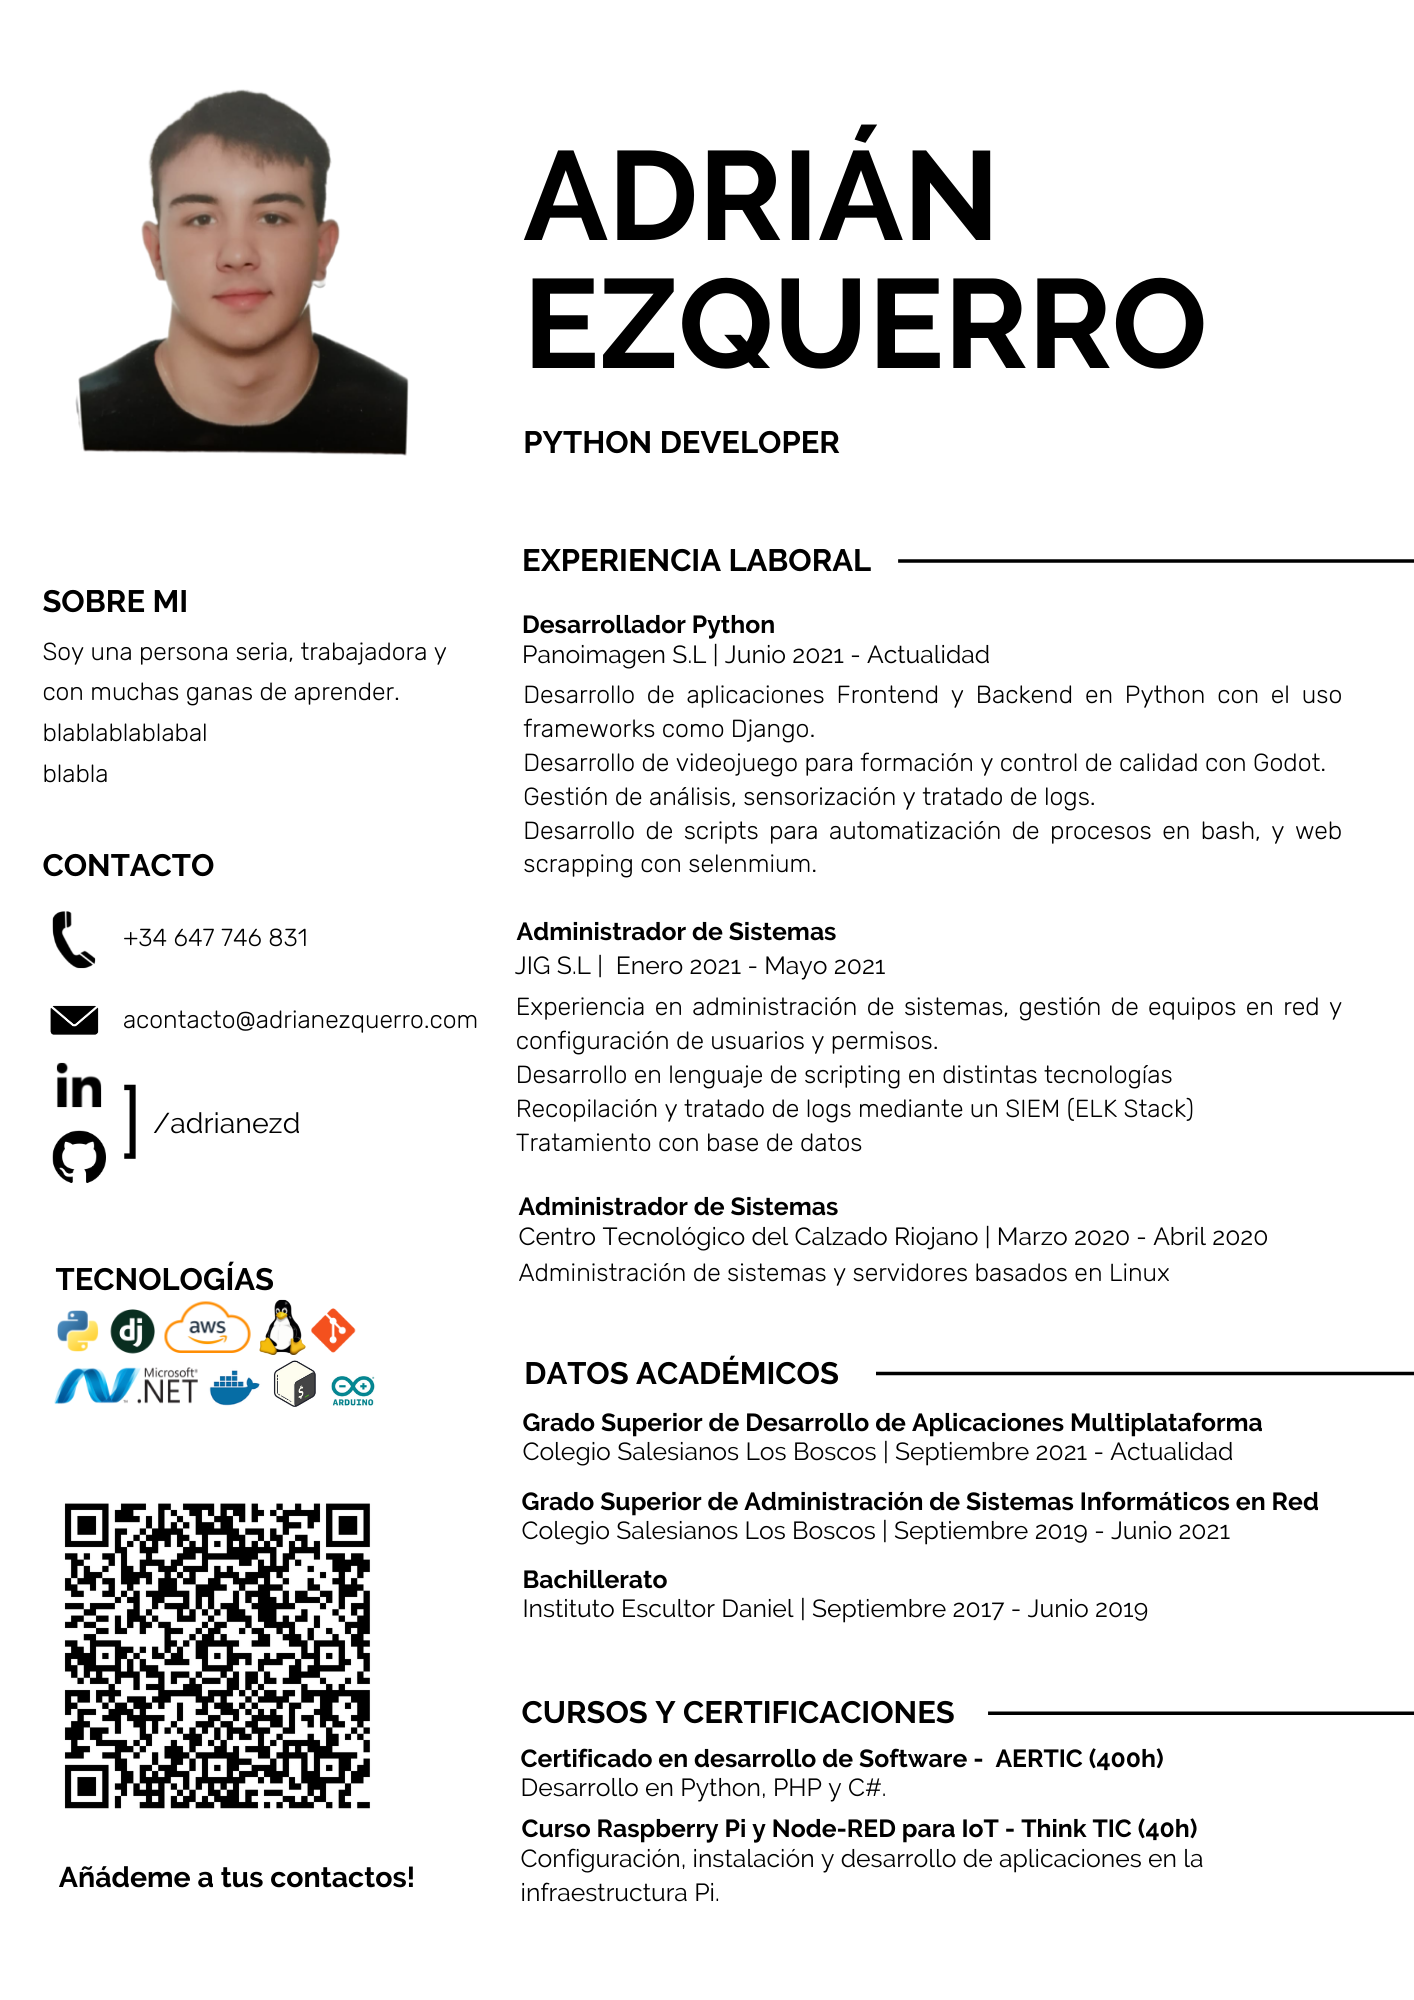 ADRIÁN
EZQUERRO
PYTHON DEVELOPER
SOBRE MI
Soy una persona seria, trabajadora y
con muchas ganas de aprender.
blablablablabal
blabla
CONTACTO
+34 647 746 831
acontacto@adrianezquerro.com
in
/adrianezd
TECNOLOGÍAS
dj
aws
Microsoft®
.NET
$_
ARDUINO
Añádeme a tus contactos!
EXPERIENCIA LABORAL
Desarrollador Python
Panoimagen S.L | Junio 2021 - Actualidad
Desarrollo de aplicaciones Frontend y Backend en Python con el uso
frameworks como Django.
Desarrollo de videojuego para formación y control de calidad con Godot.
Gestión de análisis, sensorización y tratado de logs.
Desarrollo de scripts para automatización de procesos en bash, y web
scrapping con selenmium.
Administrador de Sistemas
JIG S.L | Enero 2021 - Mayo 2021
Experiencia en administración de sistemas, gestión de equipos en red y
configuración de usuarios y permisos.
Desarrollo en lenguaje de scripting en distintas tecnologías
Recopilación y tratado de logs mediante un SIEM (ELK Stack)
Tratamiento con base de datos
Administrador de Sistemas
Centro Tecnológico del Calzado Riojano | Marzo 2020 - Abril 2020
Administración de sistemas y servidores basados en Linux
DATOS ACADÉMICOS
Grado Superior de Desarrollo de Aplicaciones Multiplataforma
Colegio Salesianos Los Boscos | Septiembre 2021 - Actualidad
Grado Superior de Administración de Sistemas Informáticos en Red
Colegio Salesianos Los Boscos | Septiembre 2019 - Junio 2021
Bachillerato
Instituto Escultor Daniel | Septiembre 2017 - Junio 2019
CURSOS Y CERTIFICACIONES
Certificado en desarrollo de Software - AERTIC (400h)
Desarrollo en Python, PHP y C#.
Curso Raspberry Pi y Node-RED para IoT - Think TIC (40h)
Configuración, instalación y desarrollo de aplicaciones en la
infraestructura Pi.